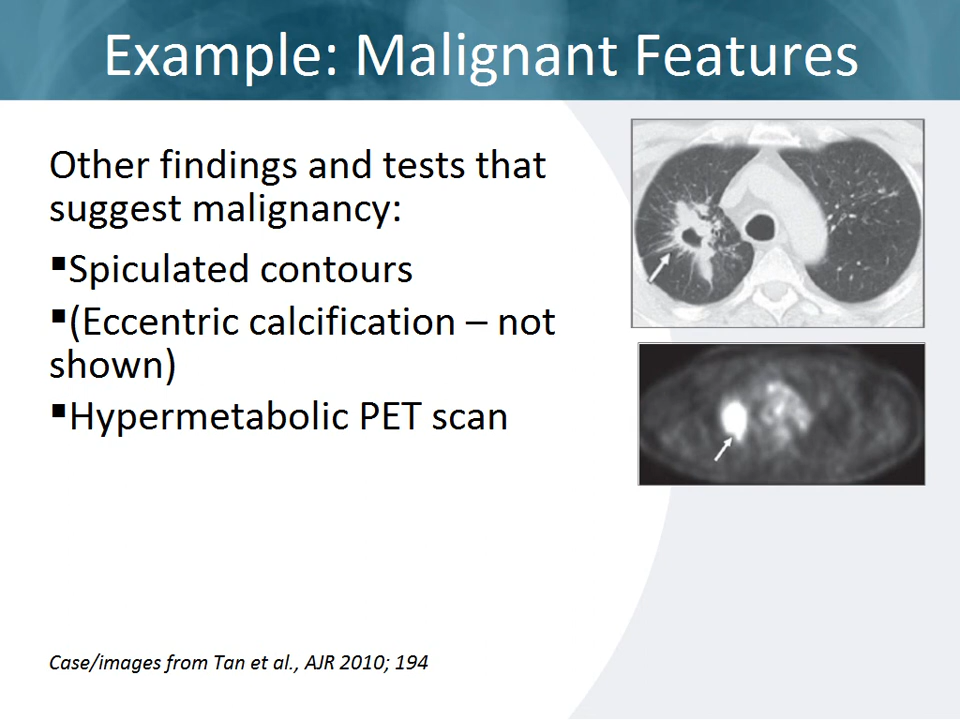 Example: Malignant Features
Other findings and tests that
suggest malignancy:
▪Spiculated contours
▪(Eccentric calcification – not
shown)
▪Hypermetabolic PET scan
Case/images from Tan et al., AJR 2010; 194